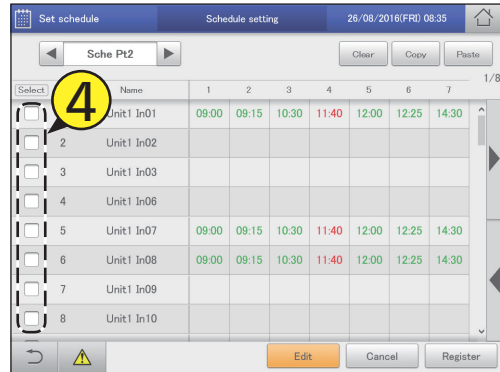 Set schedule Schedule setting 26/08/2016(FRI) 08:35
Sche Pt2 Clear Copy Paste
1/8
Select Name 1 2 3 4 5 6 7
4
Unit1 In01 09:00 09:15 10:30 11:40 12:00 12:25 14:30
2 Unit1 In02
3 Unit1 In03
4 Unit1 In06
5 Unit1 In07 09:00 09:15 10:30 11:40 12:00 12:25 14:30
6 Unit1 In08 09:00 09:15 10:30 11:40 12:00 12:25 14:30
7 Unit1 In09
8 Unit1 In10
Edit Cancel Register